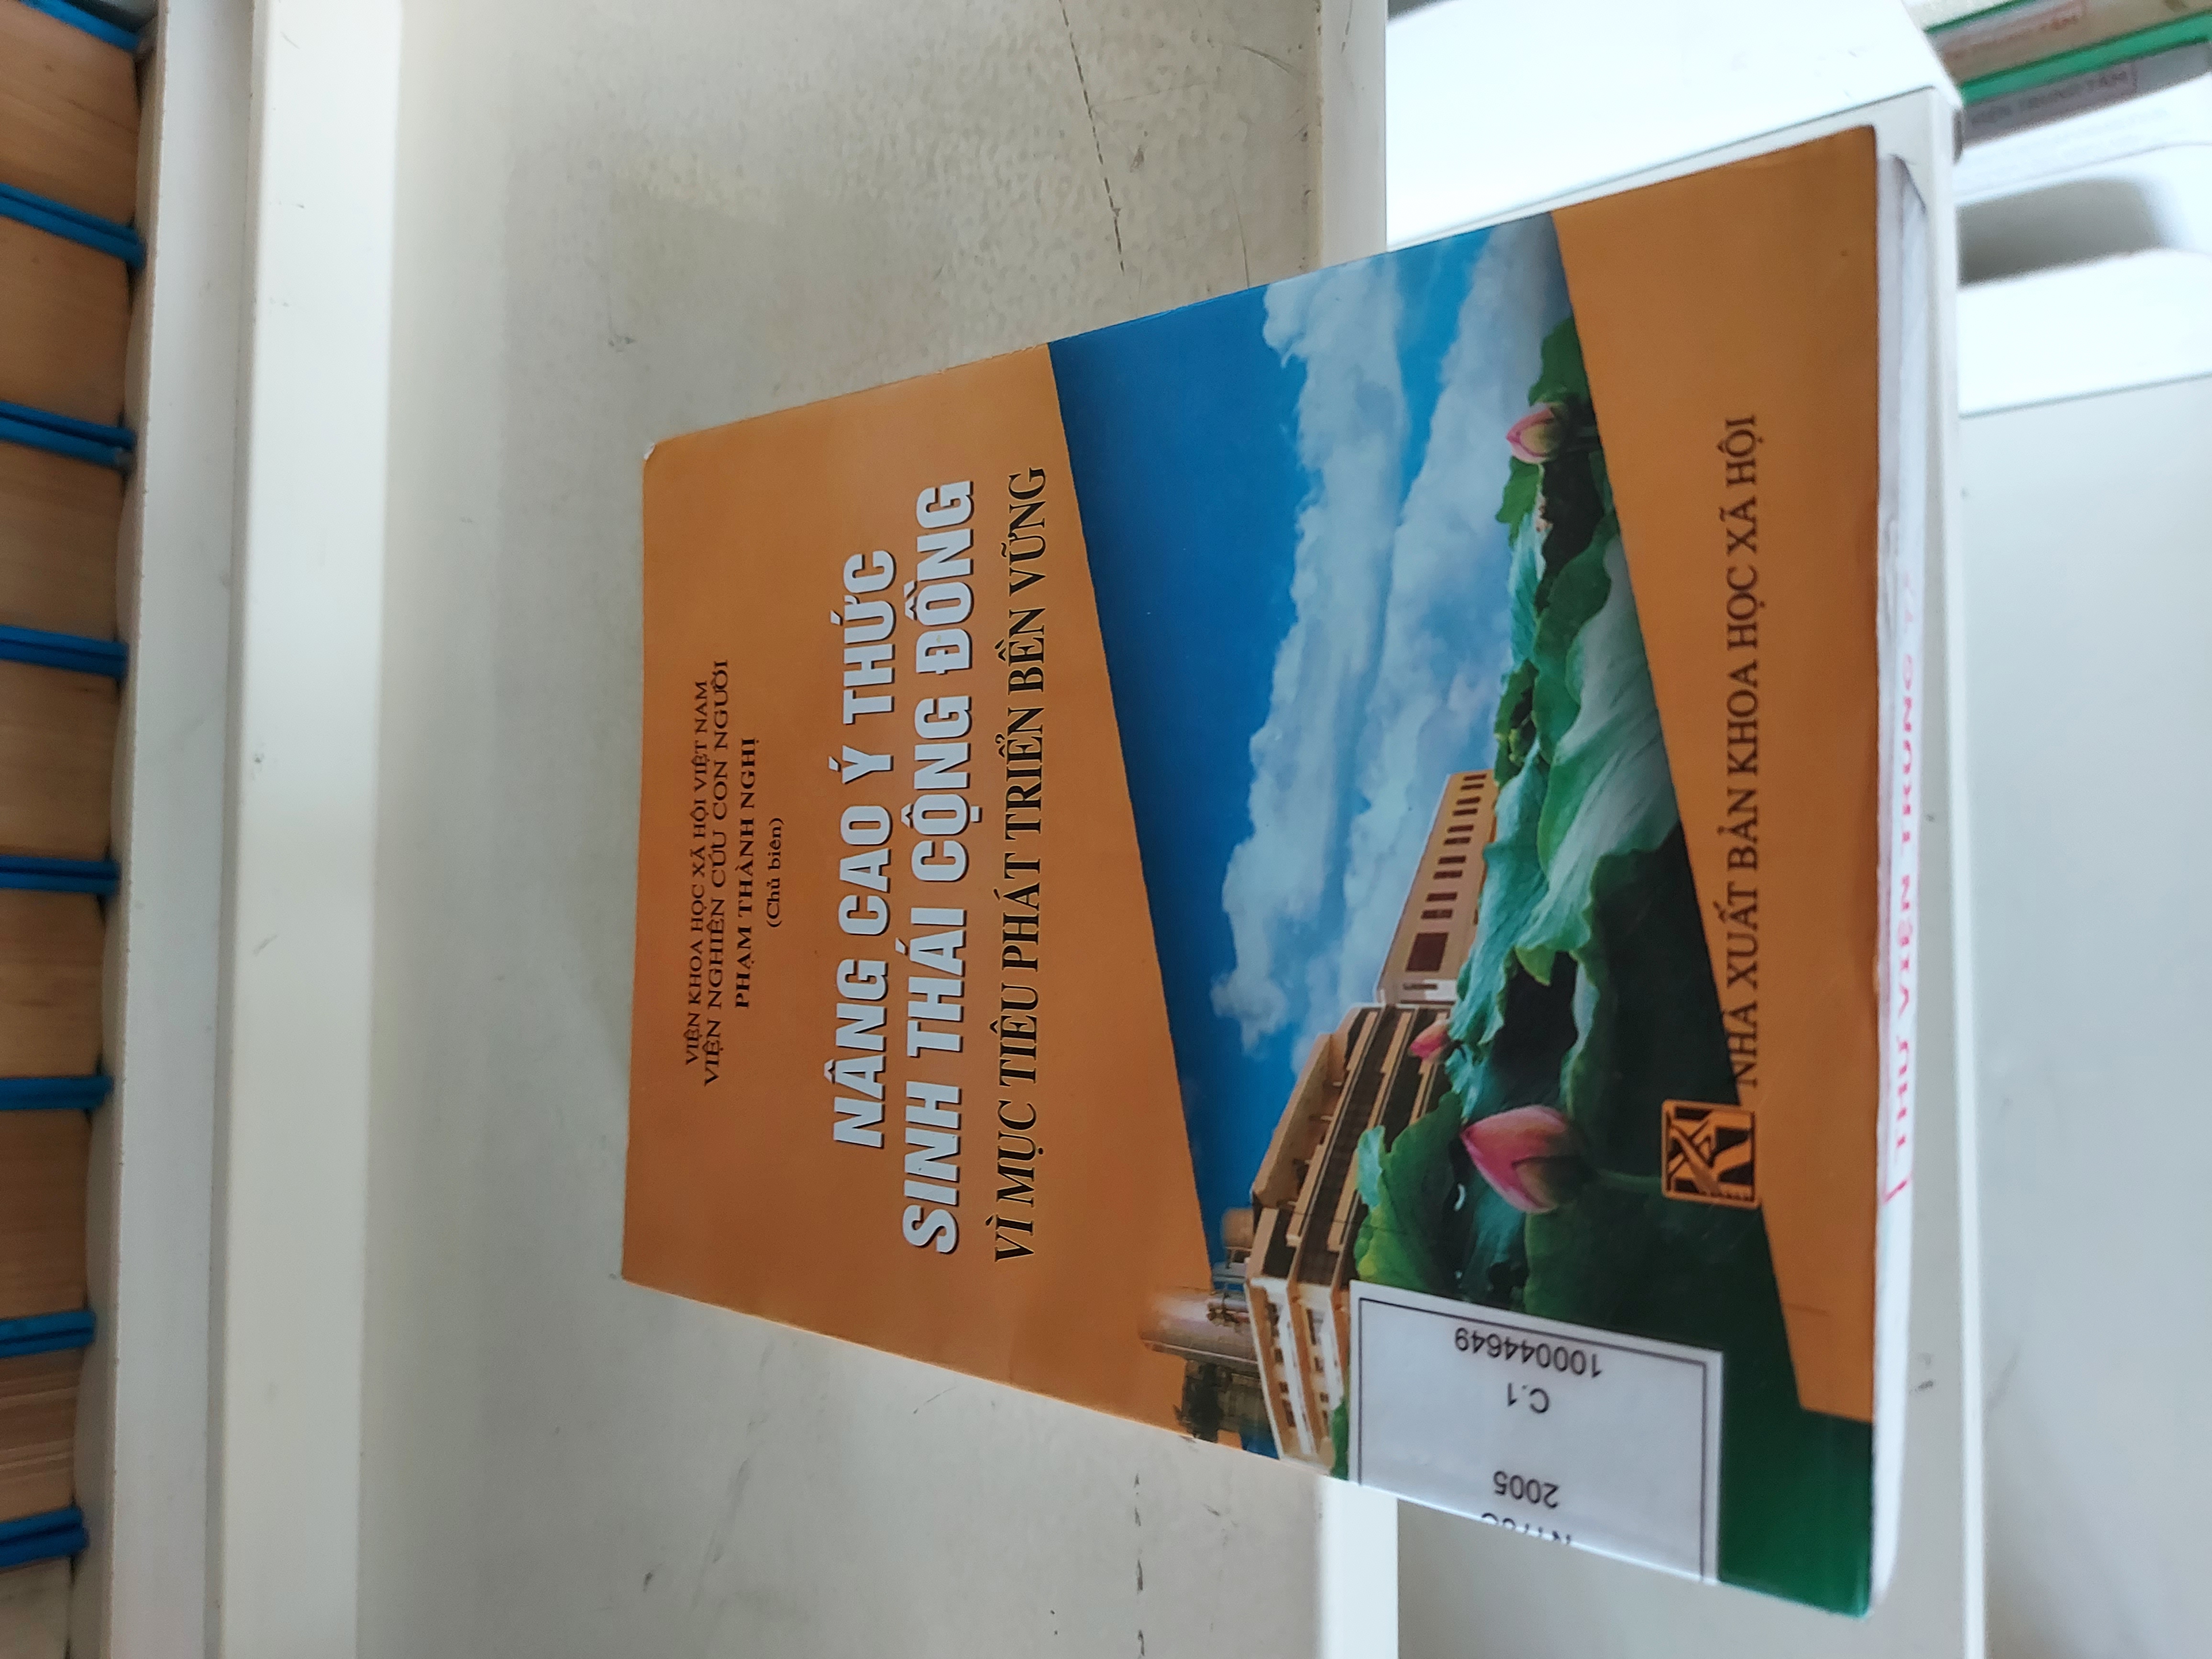 VIỆN KHOA HỌC XÃ HỘI VIỆT NAM
VIỆN NGHIÊN CỨU CON NGƯỜI
PHẠM THÀNH NGHỊ
(Chủ biên)
NÂNG CAO Ý THỨC
SINH THÁI CỘNG ĐỒNG
VÌ MỤC TIÊU PHÁT TRIỂN BỀN VỮNG
2005
C.1
100044649
NHÀ XUẤT BẢN KHOA HỌC XÃ HỘI
THƯ VIỆN TRUNG